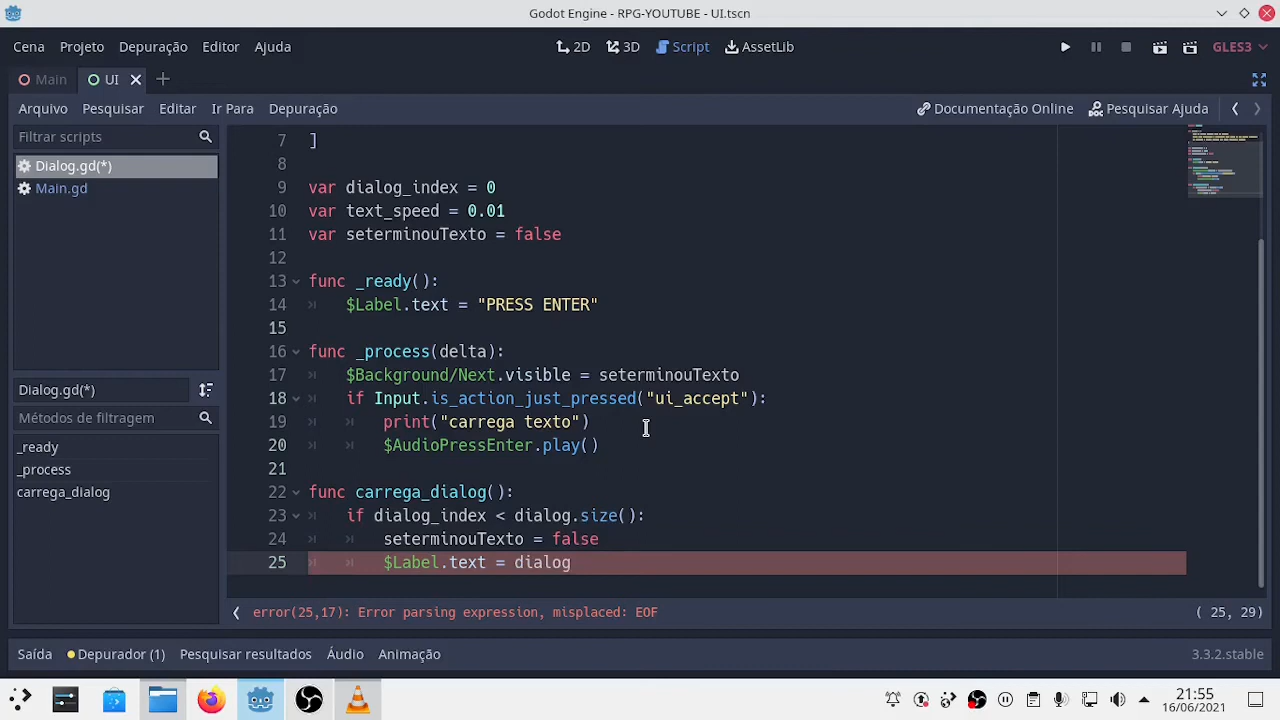 Godot Engine - RPG-YOUTUBE - UI.tscn
Cena Projeto Depuração Editor Ajuda 2D 3D Script AssetLib GLES3
Main UI
Arquivo Pesquisar Editar Ir Para Depuração Documentação Online Pesquisar Ajuda
Filtrar scripts
Dialog.gd(*)
Main.gd
Dialog.gd(*)
Métodos de filtragem
_ready
_process
carrega_dialog
7 ]
8
9 var dialog_index = 0
10 var text_speed = 0.01
11 var seterminouTexto = false
12
13 func _ready():
14 $Label.text = "PRESS ENTER"
15
16 func _process(delta):
17 $Background/Next.visible = seterminouTexto
18 if Input.is_action_just_pressed("ui_accept"):
19 print("carrega texto")
20 $AudioPressEnter.play()
21
22 func carrega_dialog():
23 if dialog_index < dialog.size():
24 seterminouTexto = false
25 $Label.text = dialog
error(25,17): Error parsing expression, misplaced: EOF ( 25, 29)
Saída Depurador (1) Pesquisar resultados Áudio Animação 3.3.2.stable
21:55
16/06/2021